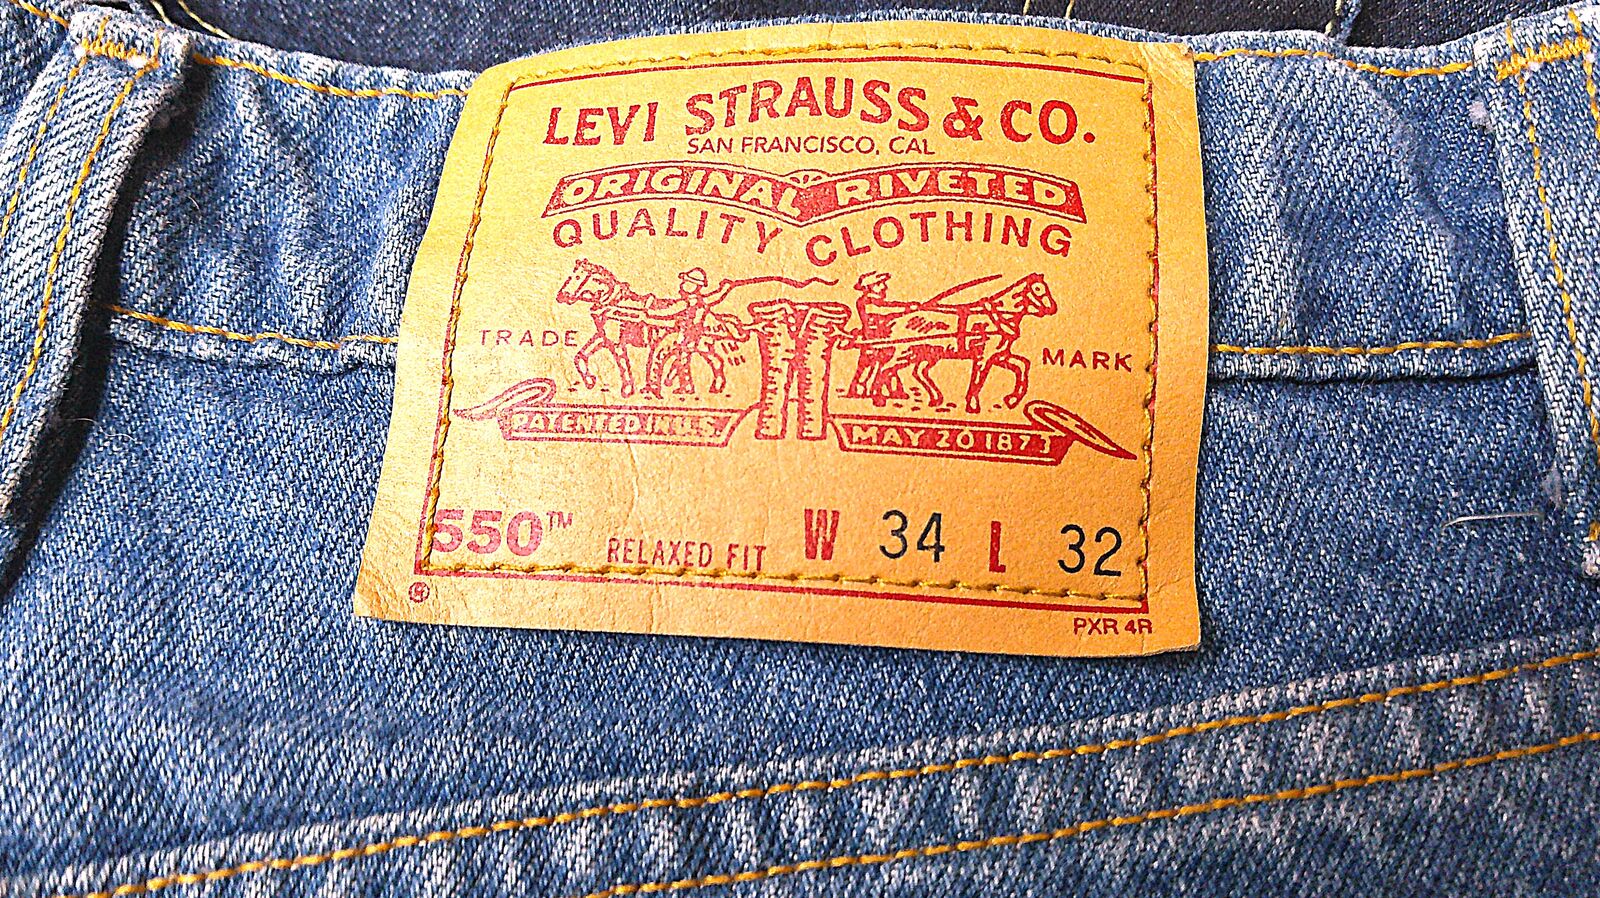 LEVI STRAUSS & CO.
SAN FRANCISCO, CAL
ORIGINAL RIVETED
QUALITY CLOTHING
TRADE MARK
PATENTED IN U.S. MAY 20 1873
550™ RELAXED FIT W 34 L 32
®
PXR 4R